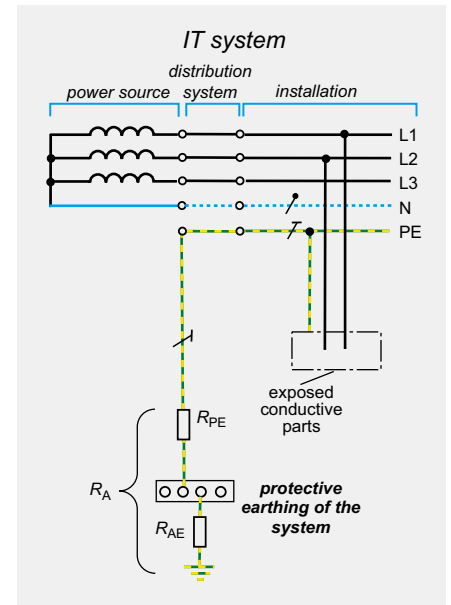 IT system
distribution
power source system installation
L1
L2
L3
N
PE
exposed
conductive
parts
RPE
RA
protective
earthing of the
system
RAE